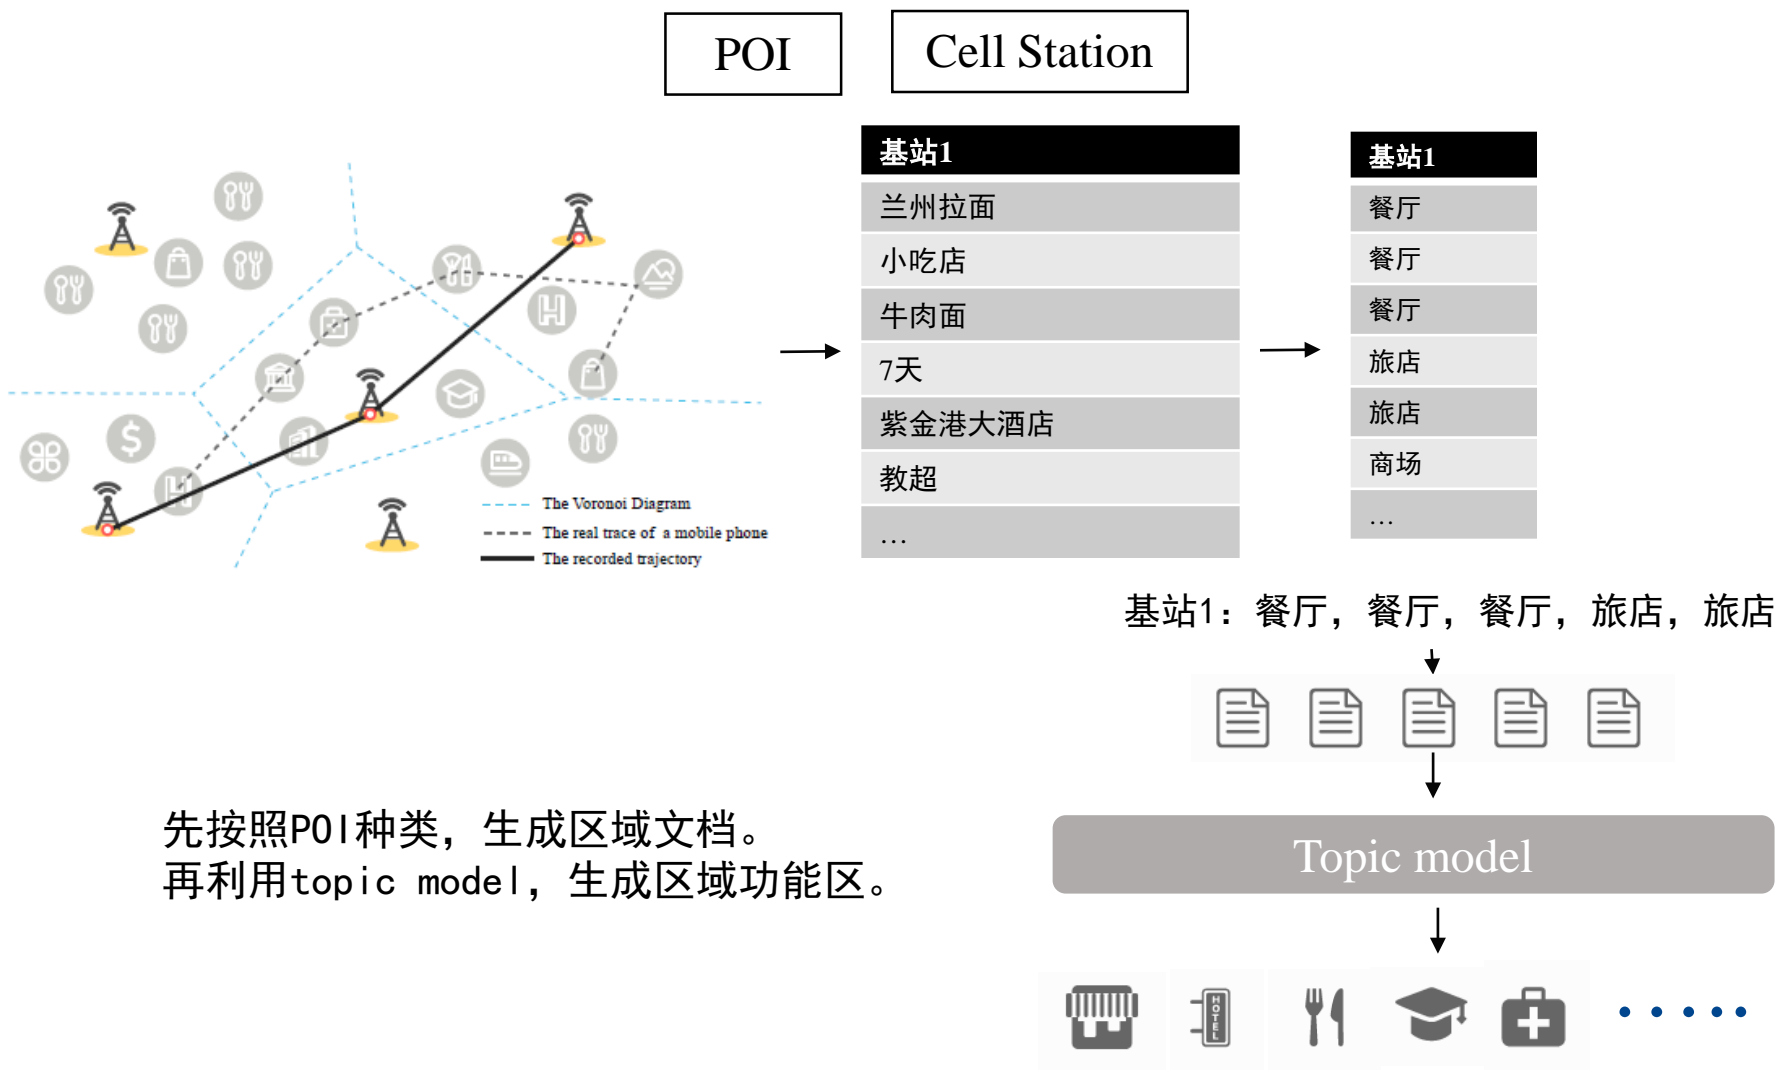 POI
Cell Station
The Voronoi Diagram
The real trace of a mobile phone
The recorded trajectory
基站1
兰州拉面
小吃店
牛肉面
7天
紫金港大酒店
教超
…
基站1
餐厅
餐厅
餐厅
旅店
旅店
商场
…
基站1：餐厅，餐厅，餐厅，旅店，旅店
先按照POI种类，生成区域文档。
再利用topic model，生成区域功能区。
Topic model
HOTEL